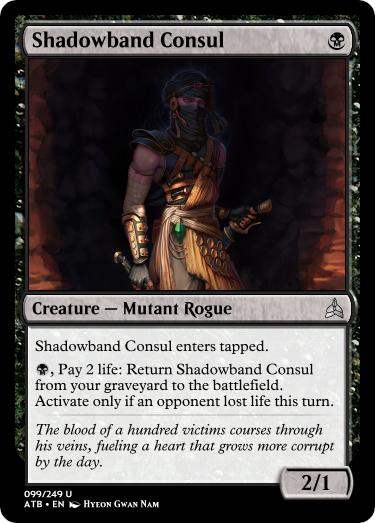 Shadowband Consul
Creature — Mutant Rogue
Shadowband Consul enters tapped.
, Pay 2 life: Return Shadowband Consul
from your graveyard to the battlefield.
Activate only if an opponent lost life this turn.
The blood of a hundred victims courses through
his veins, fueling a heart that grows more corrupt
by the day.
2/1
099/249 U
ATB • EN Hyeon Gwan Nam